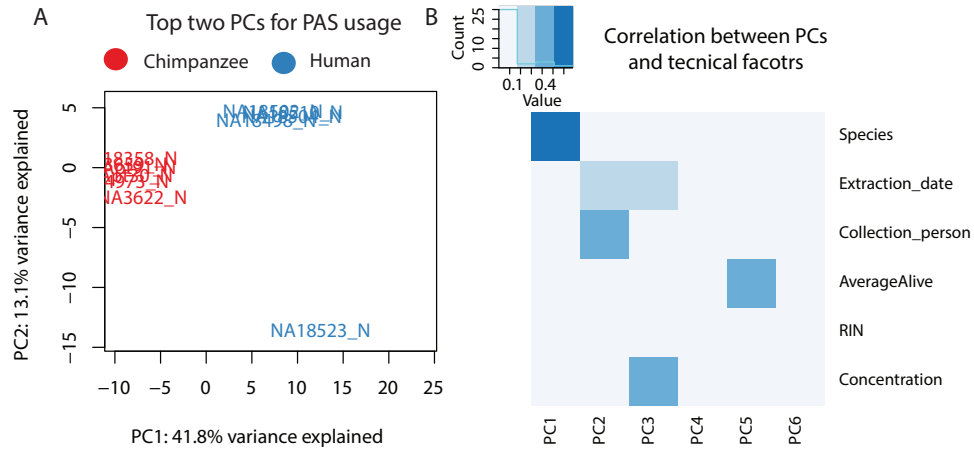 A
Top two PCs for PAS usage
Chimpanzee
Human
PC2: 13.1% variance explained
5
0
−5
−10
−15
NA18498_N
18358_N
4973_N
NA3622_N
NA18523_N
−10 −5 0 5 10 15 20 25
PC1: 41.8% variance explained
B
Count
0 10 30
0.1 0.4
Value
Correlation between PCs
and tecnical facotrs
Species
Extraction_date
Collection_person
AverageAlive
RIN
Concentration
PC1 PC2 PC3 PC4 PC5 PC6